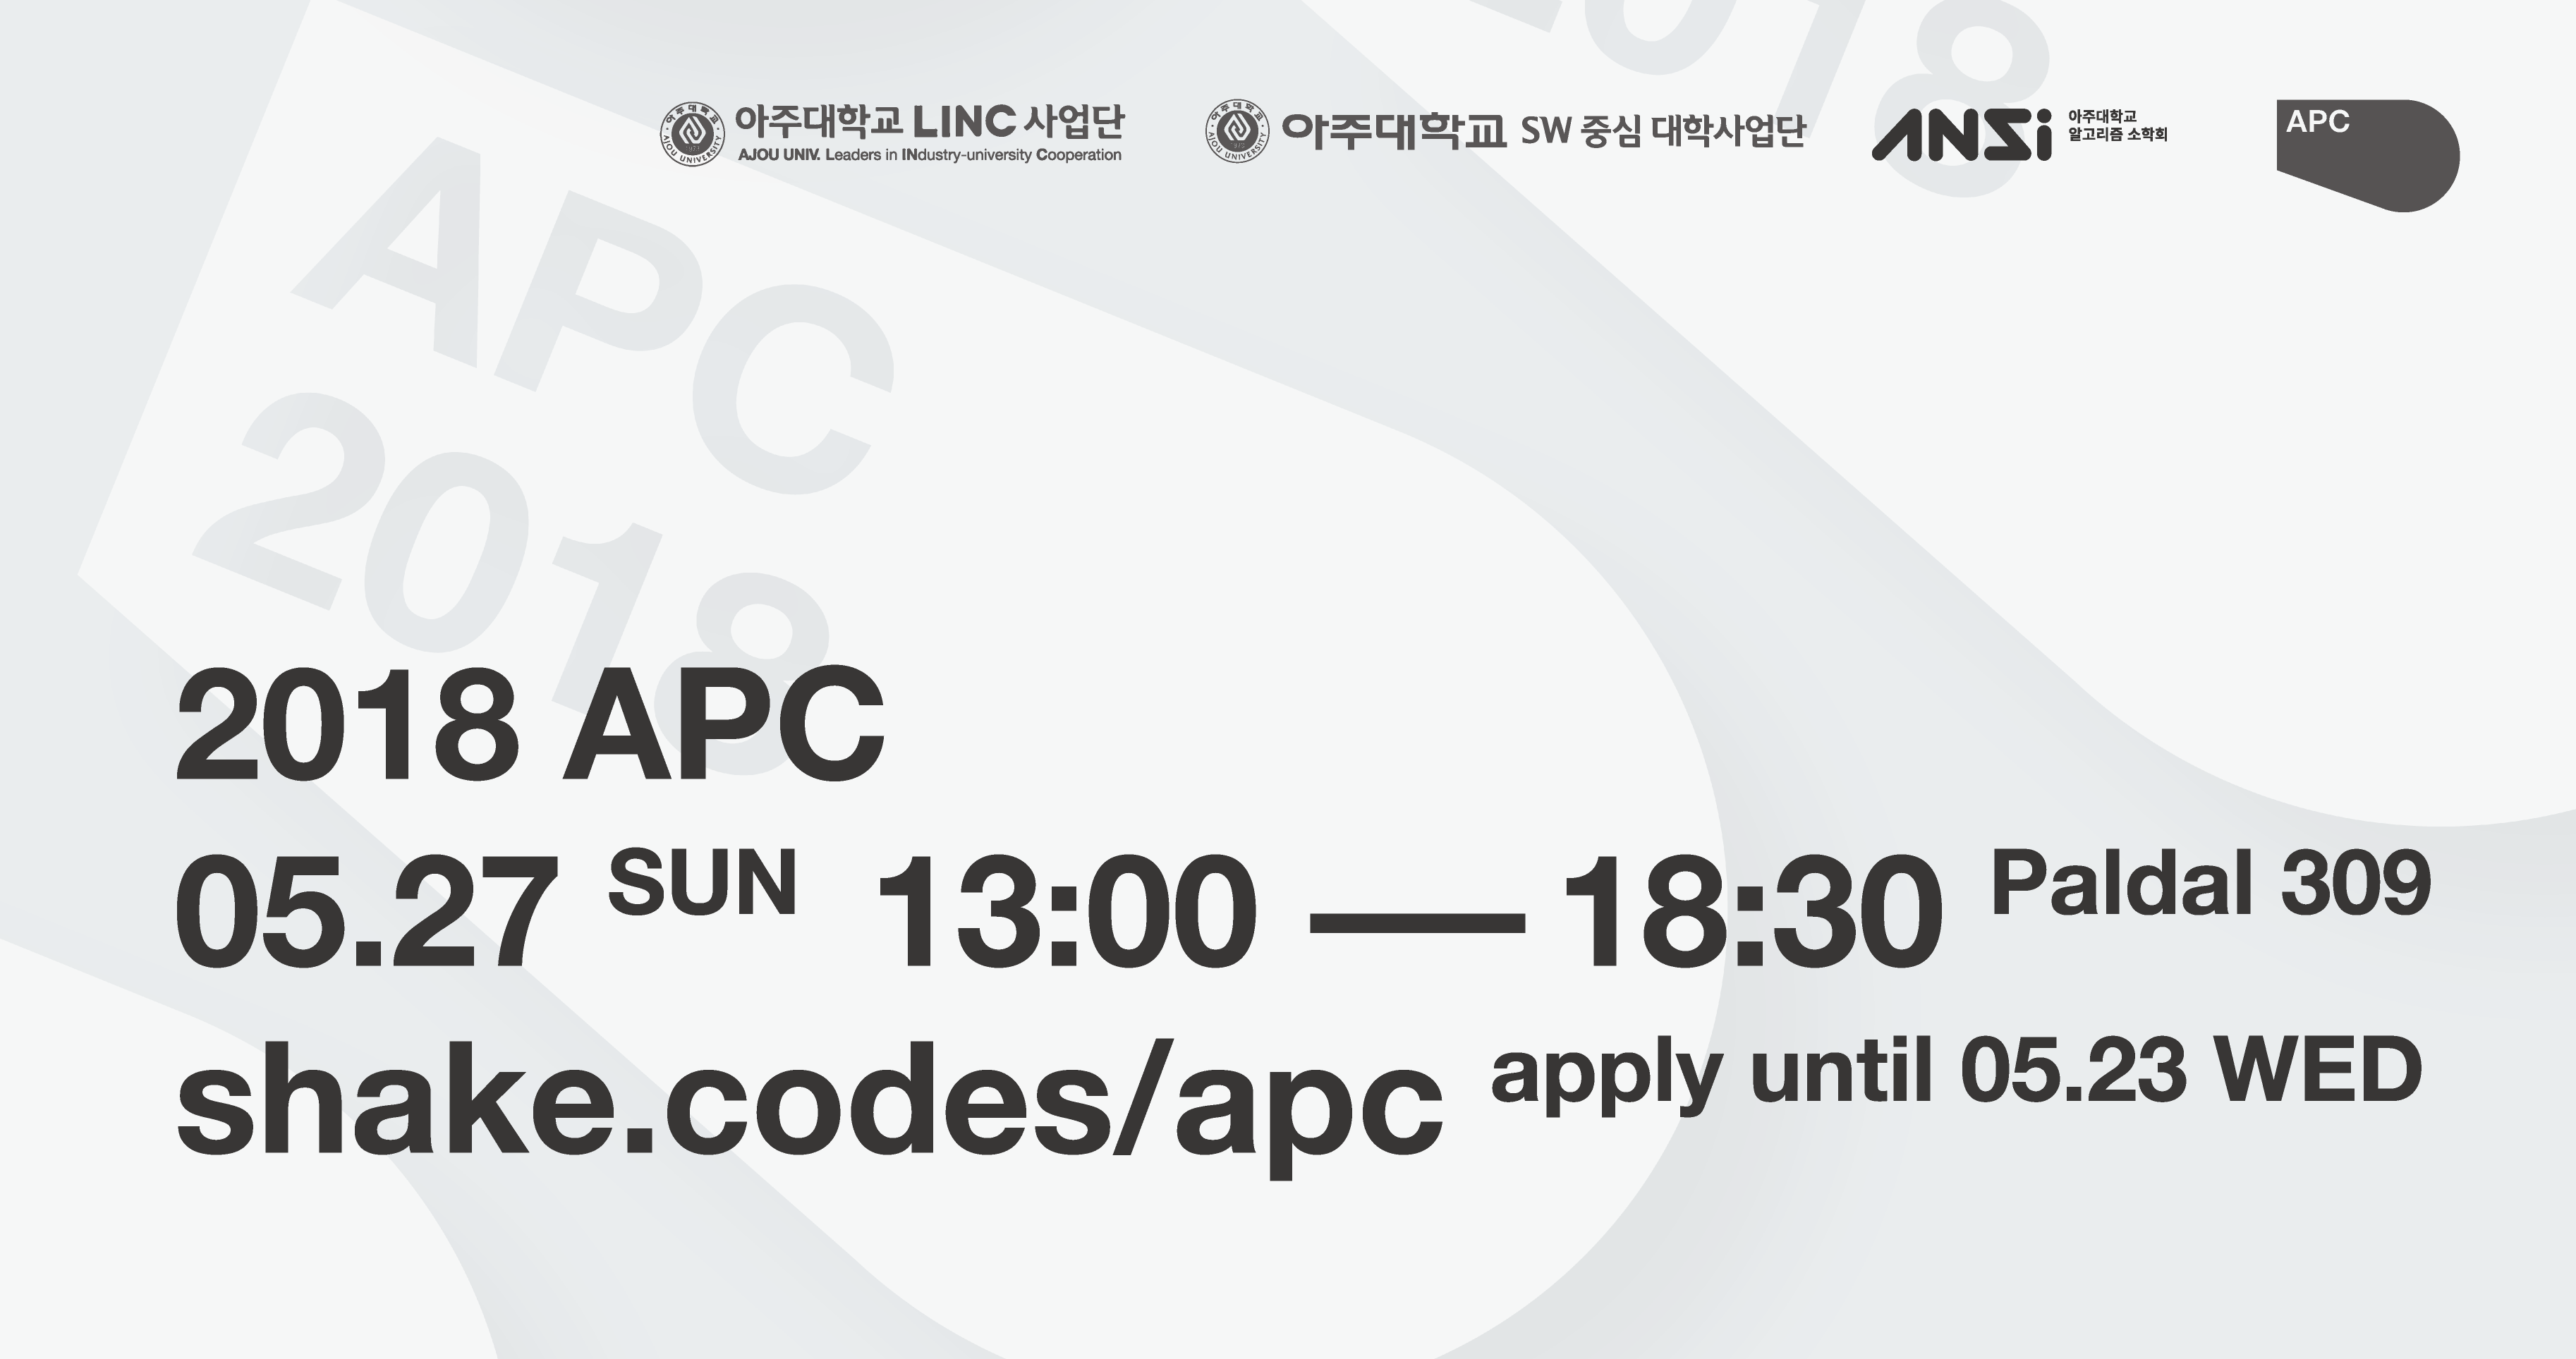 아주대학교 LINC 사업단
AJOU UNIV. Leaders in INdustry-university Cooperation
아주대학교 SW 중심 대학사업단
ANSi
아주대학교
알고리즘 소학회
APC
2018
APC
2018
2018 APC
05.27 SUN 13:00 — 18:30 Paldal 309
shake.codes/apc apply until 05.23 WED